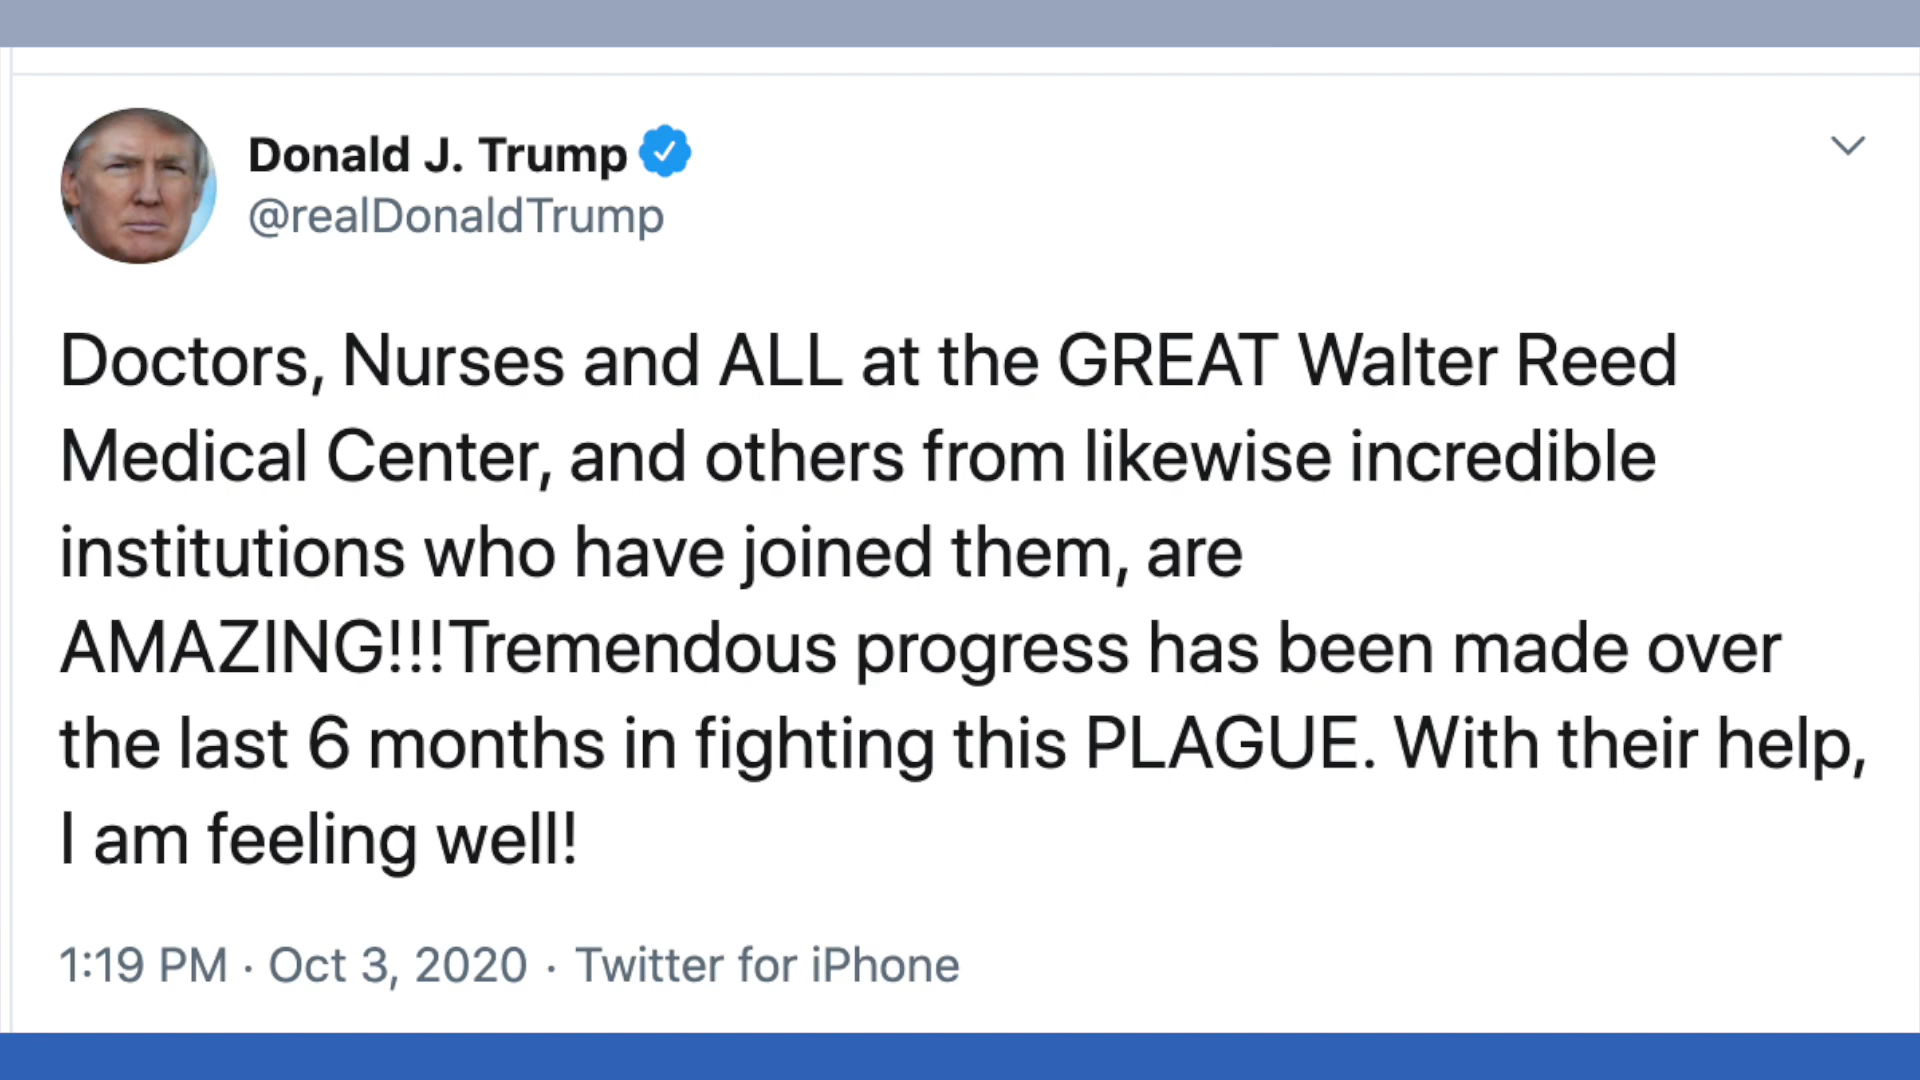 Donald J. Trump
@realDonaldTrump
Doctors, Nurses and ALL at the GREAT Walter Reed
Medical Center, and others from likewise incredible
institutions who have joined them, are
AMAZING!!!Tremendous progress has been made over
the last 6 months in fighting this PLAGUE. With their help,
I am feeling well!
1:19 PM · Oct 3, 2020 · Twitter for iPhone